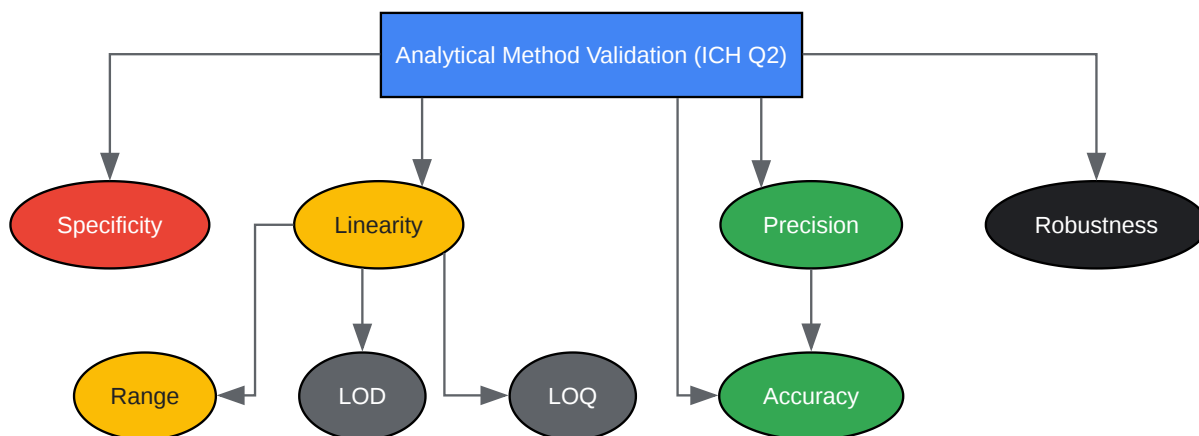 Analytical Method Validation (ICH Q2)
Specificity
Linearity
Precision
Robustness
Range
LOD
LOQ
Accuracy